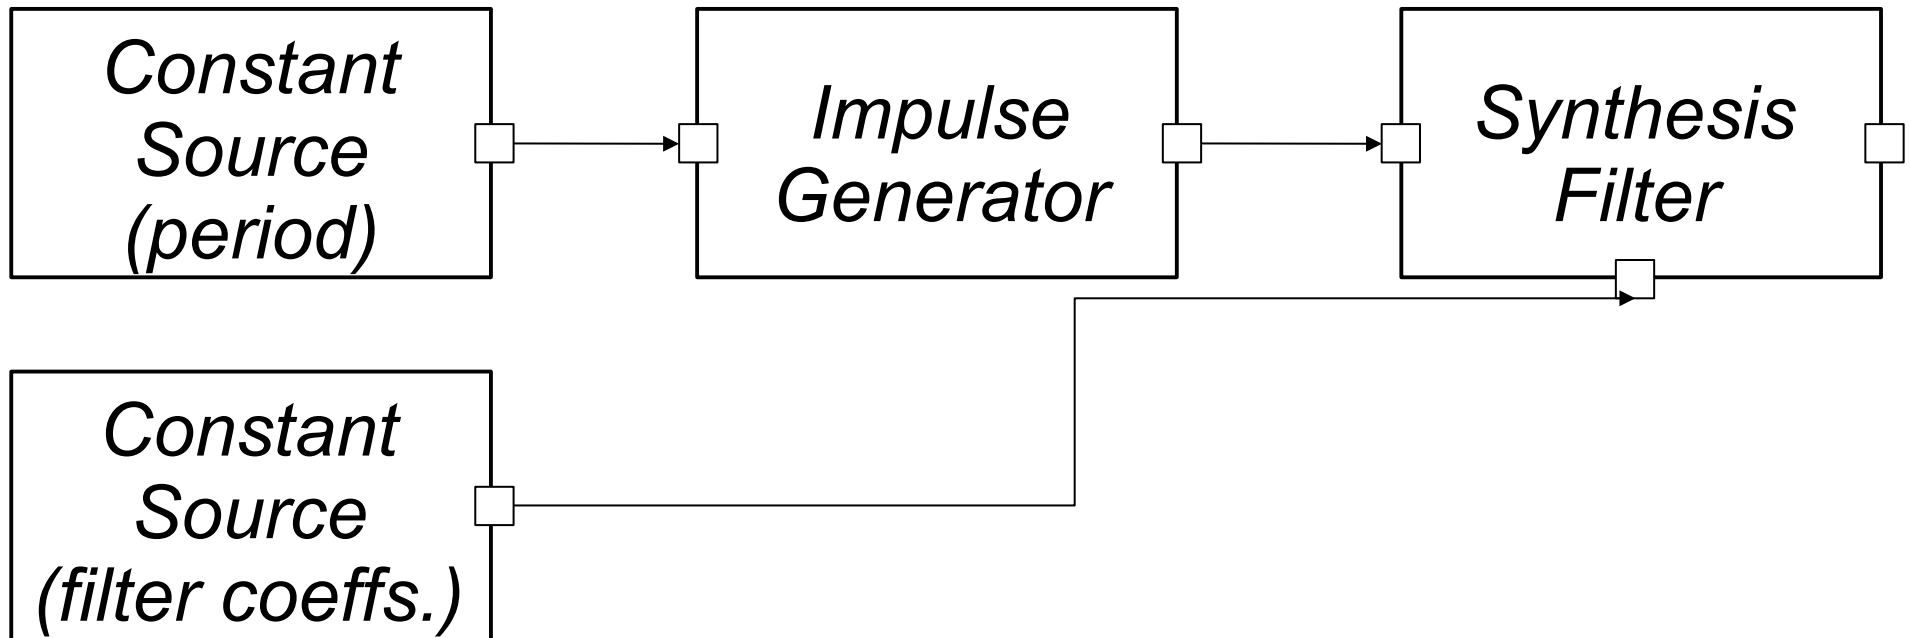 Constant
Source
(period)
Impulse
Generator
Synthesis
Filter
Constant
Source
(filter coeffs.)